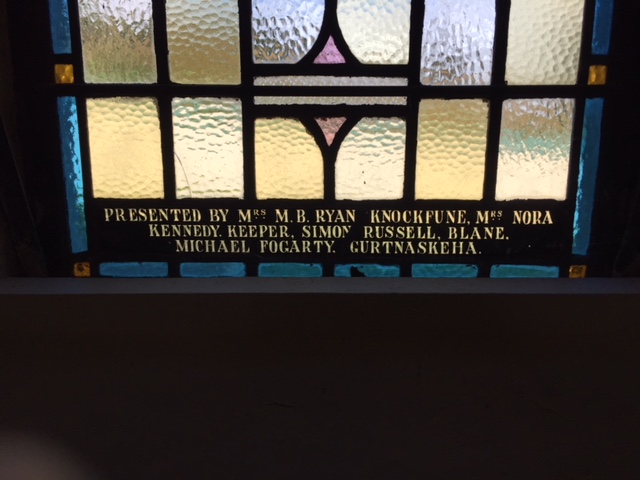 PRESENTED BY MRS M.B. RYAN KNOCKFUNE, MRS NORA
KENNEDY, KEEPER, SIMON RUSSELL, BLANE.
MICHAEL FOGARTY. GURTNASKEHA.